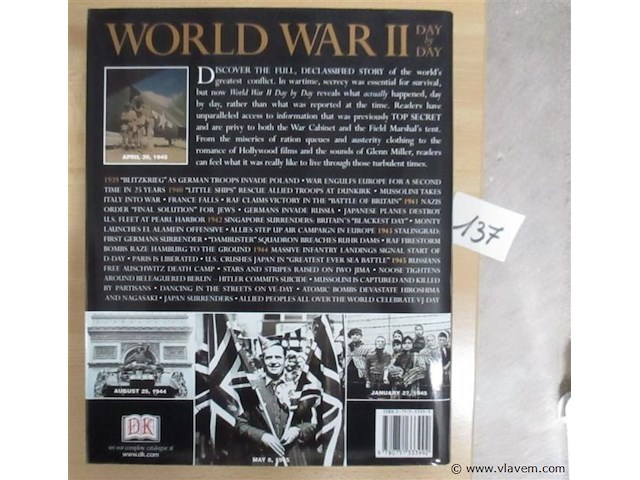 WORLD WAR II DAY by DAY
DISCOVER THE FULL, DECLASSIFIED STORY of the world's
greatest conflict. In wartime, secrecy was essential for survival,
but now World War II Day by Day reveals what actually happened, day
by day, rather than what was reported at the time. Readers have
unparalleled access to information that was previously TOP SECRET
and are privy to both the War Cabinet and the Field Marshal's tent.
From the miseries of ration queues and austerity clothing to the
romance of Hollywood films and the sounds of Glenn Miller, readers
can feel what it was really like to live through those turbulent times.
APRIL 30, 1945
1939 "BLITZKRIEG" AS GERMAN TROOPS INVADE POLAND • WAR ENGULFS EUROPE FOR A SECOND
TIME IN 25 YEARS 1940 "LITTLE SHIPS" RESCUE ALLIED TROOPS AT DUNKIRK • MUSSOLINI TAKES
ITALY INTO WAR • FRANCE FALLS • RAF CLAIMS VICTORY IN THE "BATTLE OF BRITAIN" 1941 NAZIS
ORDER "FINAL SOLUTION" FOR JEWS • GERMANS INVADE RUSSIA • JAPANESE PLANES DESTROY
U.S. FLEET AT PEARL HARBOR 1942 SINGAPORE SURRENDERS: BRITAIN'S "BLACKEST DAY" • MONTY
LAUNCHES EL ALAMEIN OFFENSIVE • ALLIES STEP UP AIR CAMPAIGN IN EUROPE 1943 STALINGRAD:
FIRST GERMANS SURRENDER • "DAMBUSTER" SQUADRON BREACHES RUHR DAMS • RAF FIRESTORM
BOMBS RAZE HAMBURG TO THE GROUND 1944 MASSIVE INFANTRY LANDINGS SIGNAL START OF
D-DAY • PARIS IS LIBERATED • U.S. CRUSHES JAPAN IN "GREATEST EVER SEA BATTLE" • 1945 RUSSIANS
FREE AUSCHWITZ DEATH CAMP • STARS AND STRIPES RAISED ON IWO JIMA • NOOSE TIGHTENS
AROUND BELEAGUERED BERLIN • HITLER COMMITS SUICIDE • MUSSOLINI CAPTURED AND KILLED
BY PARTISANS • DANCING IN THE STREETS ON VE-DAY • ATOMIC BOMBS DEVASTATE HIROSHIMA
AND NAGASAKI • JAPAN SURRENDERS • ALLIED PEOPLES ALL OVER THE WORLD CELEBRATE VJ DAY
137
AUGUST 25, 1944
JANUARY 27, 1945
MAY 8, 1945
DK
see our complete catalogue at
www.dk.com
© www.vlavem.com